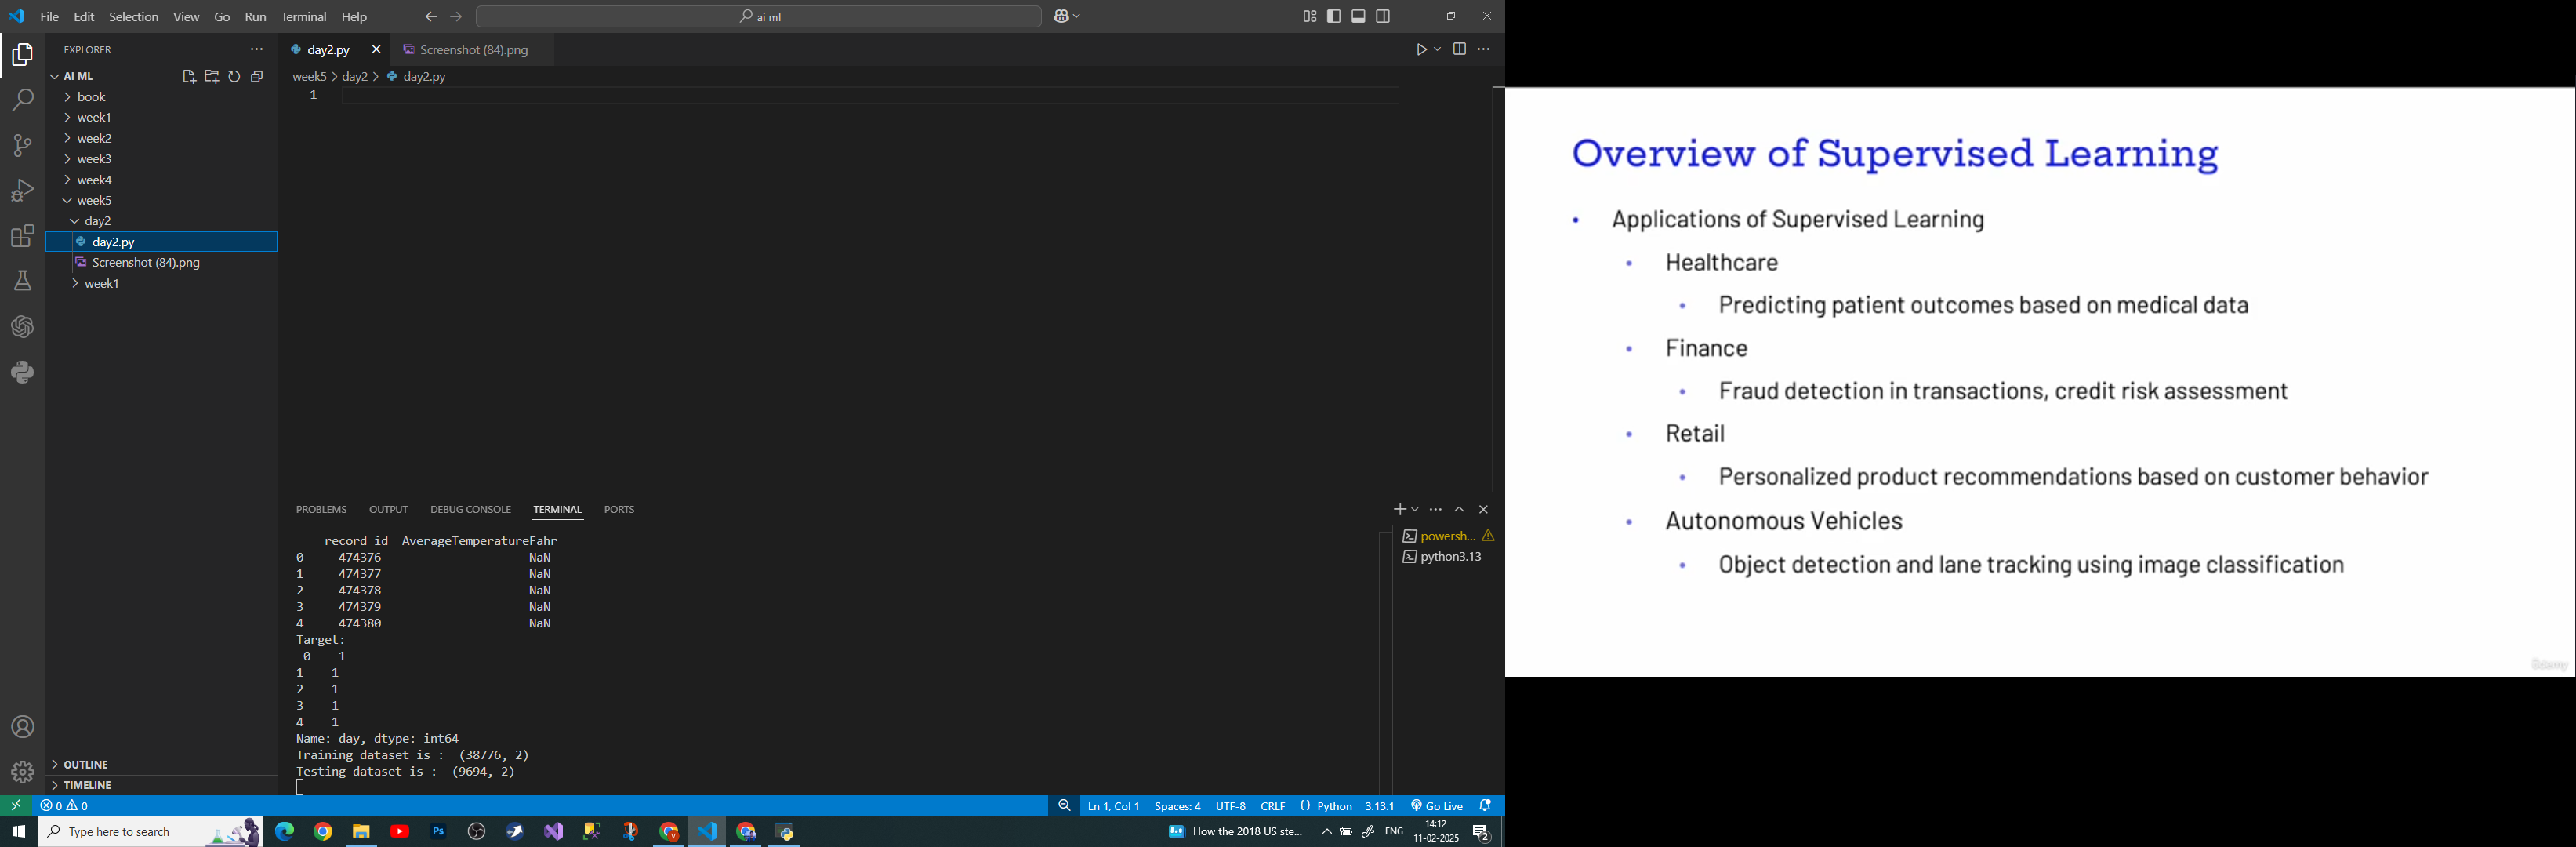 File Edit Selection View Go Run Terminal Help
ai ml
EXPLORER
AI ML
book
week1
week2
week3
week4
week5
day2
day2.py
Screenshot (84).png
week1
OUTLINE
TIMELINE
day2.py Screenshot (84).png
week5 > day2 > day2.py
1
PROBLEMS OUTPUT DEBUG CONSOLE TERMINAL PORTS
record_id AverageTemperatureFahr
0 474376 NaN
1 474377 NaN
2 474378 NaN
3 474379 NaN
4 474380 NaN
Target:
0 1
1 1
2 1
3 1
4 1
Name: day, dtype: int64
Training dataset is : (38776, 2)
Testing dataset is : (9694, 2)
powersh...
python3.13
0 0
Ln 1, Col 1 Spaces: 4 UTF-8 CRLF {} Python 3.13.1 Go Live
Type here to search
Ps
How the 2018 US ste...
ENG
14:12
11-02-2025
2
Overview of Supervised Learning
• Applications of Supervised Learning
• Healthcare
• Predicting patient outcomes based on medical data
• Finance
• Fraud detection in transactions, credit risk assessment
• Retail
• Personalized product recommendations based on customer behavior
• Autonomous Vehicles
• Object detection and lane tracking using image classification
Udemy